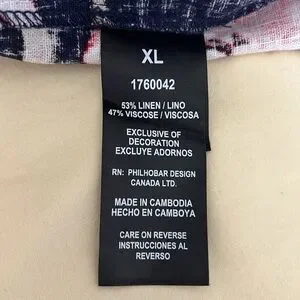 XL
1760042
53% LINEN / LINO
47% VISCOSE / VISCOSA
EXCLUSIVE OF
DECORATION
EXCLUYE ADORNOS
RN: PHILHOBAR DESIGN
CANADA LTD.
MADE IN CAMBODIA
HECHO EN CAMBOYA
CARE ON REVERSE
INSTRUCTIONES AL
REVERSO